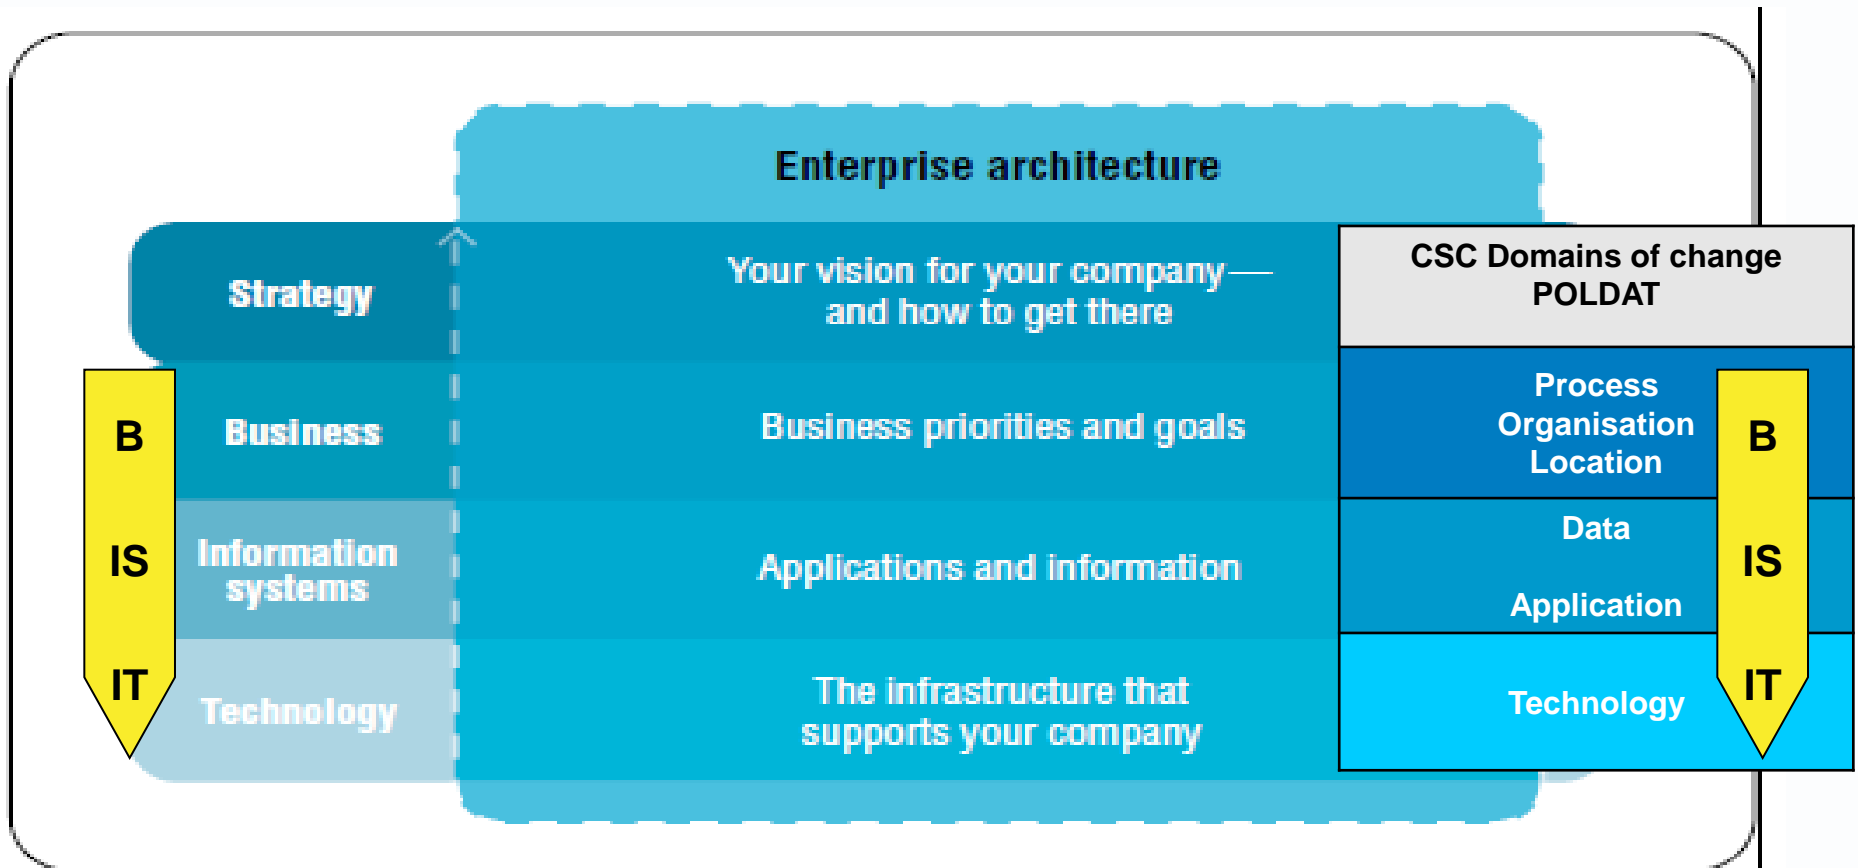 Enterprise architecture
Strategy
Your vision for your company—
and how to get there
CSC Domains of change
POLDAT
B
Business
Business priorities and goals
Process
Organisation
Location
B
IS
Information
systems
Applications and information
Data
Application
IS
IT
Technology
The infrastructure that
supports your company
Technology
IT